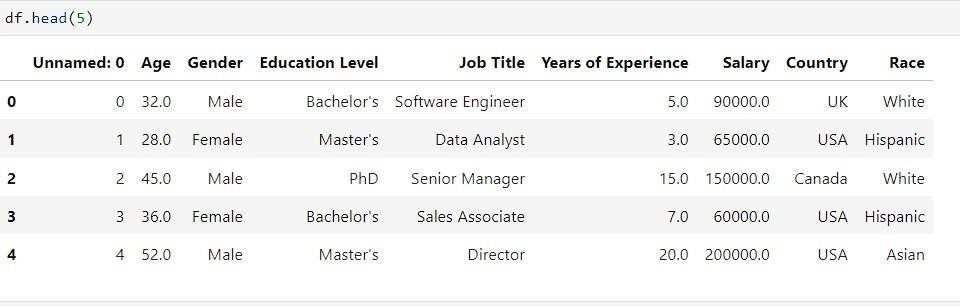 df.head(5)
Unnamed: 0 Age Gender Education Level Job Title Years of Experience Salary Country Race
0 0 32.0 Male Bachelor's Software Engineer 5.0 90000.0 UK White
1 1 28.0 Female Master's Data Analyst 3.0 65000.0 USA Hispanic
2 2 45.0 Male PhD Senior Manager 15.0 150000.0 Canada White
3 3 36.0 Female Bachelor's Sales Associate 7.0 60000.0 USA Hispanic
4 4 52.0 Male Master's Director 20.0 200000.0 USA Asian